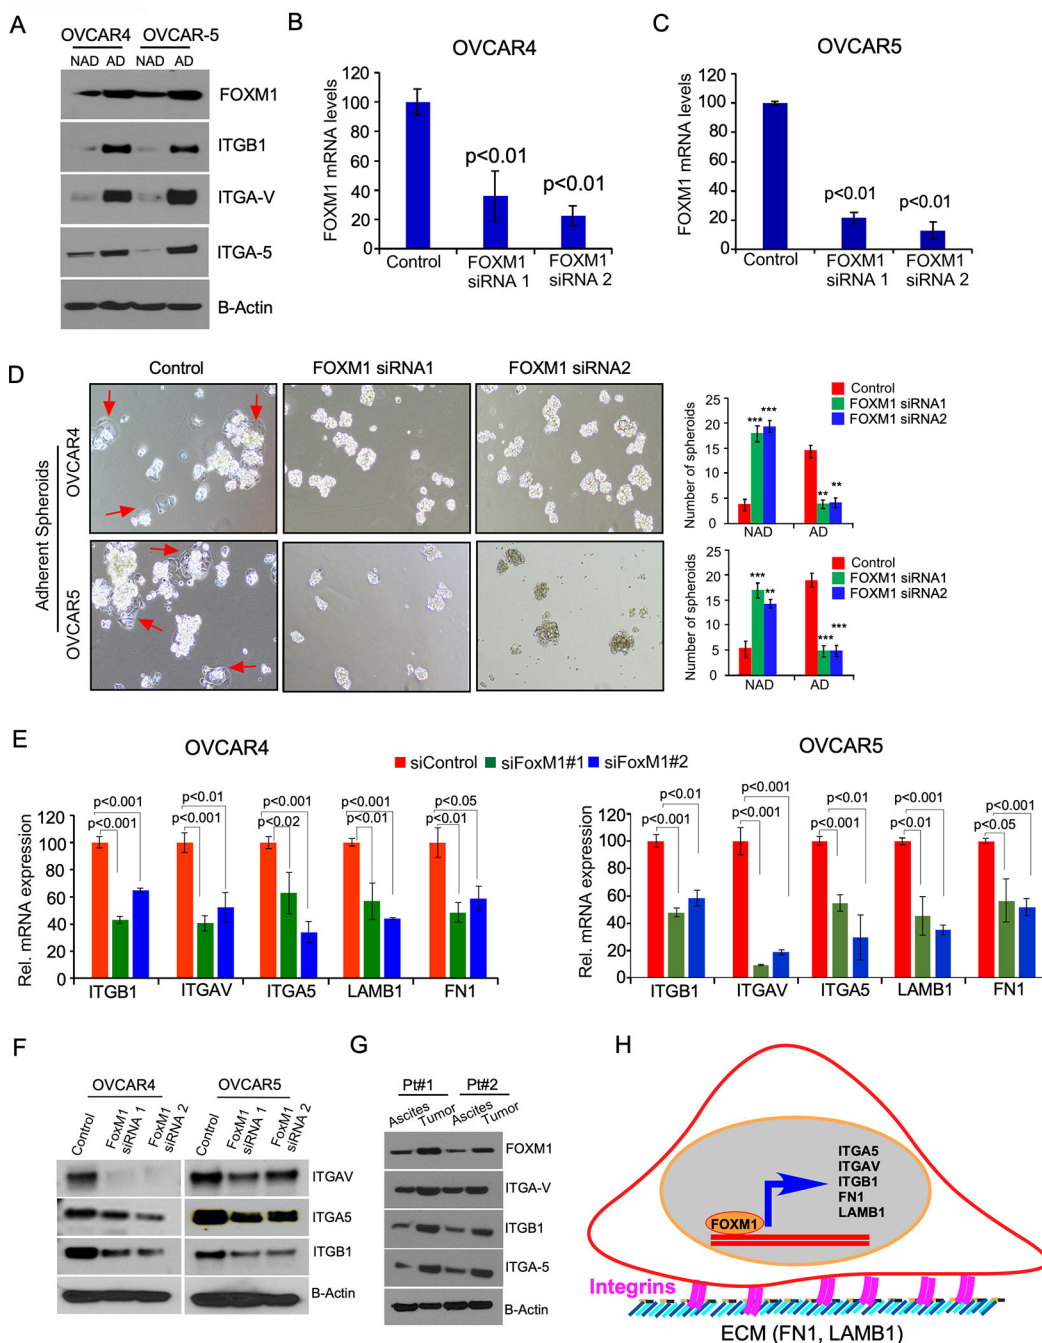 A
OVCAR4 OVCAR-5
NAD AD NAD AD
FOXM1
ITGB1
ITGA-V
ITGA-5
B-Actin
B
OVCAR4
FOXM1 mRNA levels
120
100
80
60
40
20
0
p<0.01
p<0.01
Control
FOXM1 siRNA 1
FOXM1 siRNA 2
C
OVCAR5
FOXM1 mRNA levels
120
100
80
60
40
20
0
p<0.01
p<0.01
Control
FOXM1 siRNA 1
FOXM1 siRNA 2
D
Control
FOXM1 siRNA1
FOXM1 siRNA2
Adherent Spheroids
OVCAR4
OVCAR5
Control
FOXM1 siRNA1
FOXM1 siRNA2
Number of spheroids
25
20
15
10
5
0
*** ***
** **
NAD AD
Control
FOXM1 siRNA1
FOXM1 siRNA2
Number of spheroids
25
20
15
10
5
0
*** **
*** ***
NAD AD
E
OVCAR4
siControl siFoxM1#1 siFoxM1#2
OVCAR5
Rel. mRNA expression
120
100
80
60
40
20
0
p<0.001 p<0.01 p<0.001 p<0.001 p<0.05
p<0.001 p<0.001 p<0.02 p<0.01 p<0.01
ITGB1 ITGAV ITGA5 LAMB1 FN1
Rel. mRNA expression
120
100
80
60
40
20
0
p<0.01 p<0.001 p<0.01 p<0.001 p<0.001
p<0.001 p<0.001 p<0.001 p<0.01 p<0.05
ITGB1 ITGAV ITGA5 LAMB1 FN1
F
OVCAR4 OVCAR5
Control
FoxM1 siRNA 1
FoxM1 siRNA 2
Control
FoxM1 siRNA 1
FoxM1 siRNA 2
ITGAV
ITGA5
ITGB1
B-Actin
G
Pt#1 Pt#2
Ascites Tumor Ascites Tumor
FOXM1
ITGA-V
ITGB1
ITGA-5
B-Actin
H
ITGA5
ITGAV
ITGB1
FN1
LAMB1
FOXM1
Integrins
ECM (FN1, LAMB1)